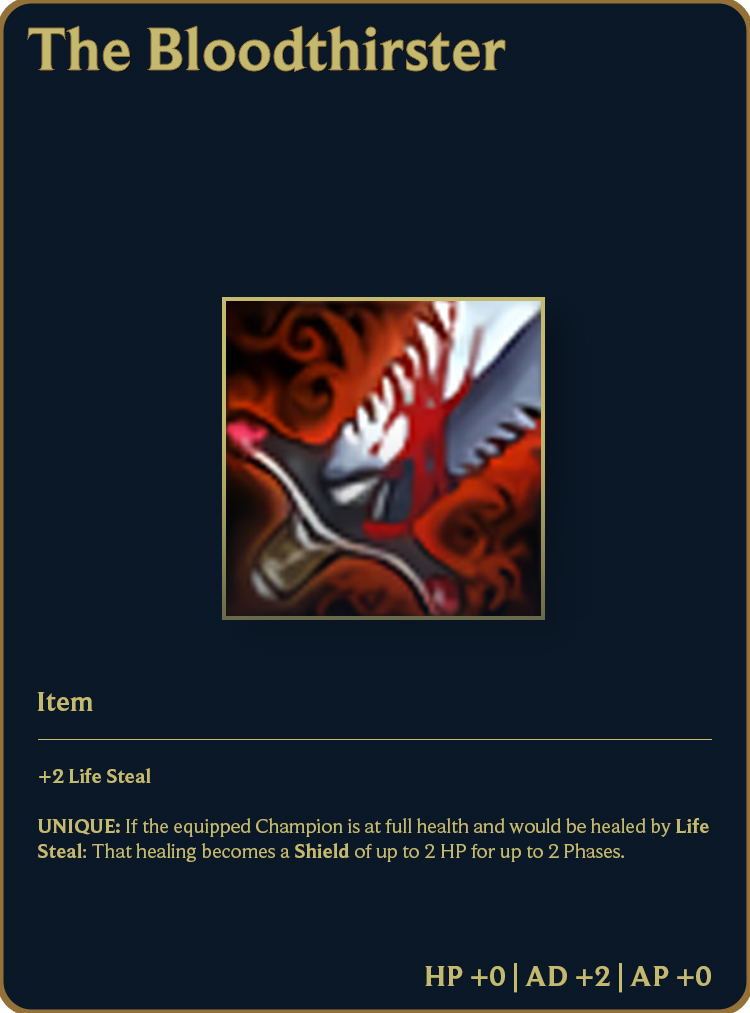 The Bloodthirster
Item
+2 Life Steal
UNIQUE: If the equipped Champion is at full health and would be healed by Life
Steal: That healing becomes a Shield of up to 2 HP for up to 2 Phases.
HP +0 | AD +2 | AP +0